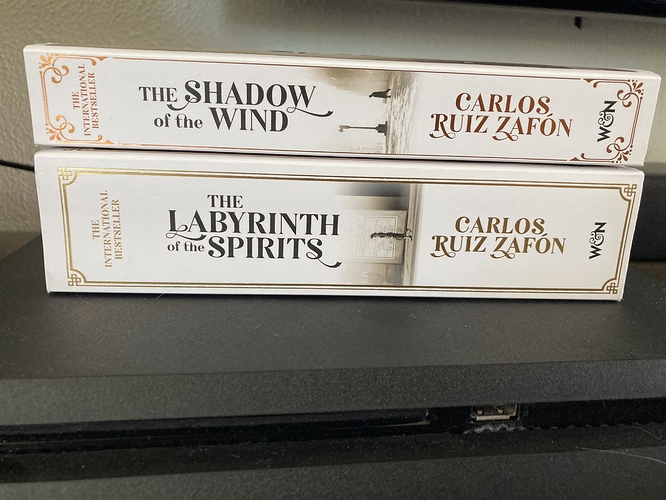 THE
INTERNATIONAL
BESTSELLER
THE SHADOW
of the WIND
CARLOS
RUIZ ZAFÓN
W&N
THE
INTERNATIONAL
BESTSELLER
THE
LABYRINTH
of the SPIRITS
CARLOS
RUIZ ZAFÓN
W&N